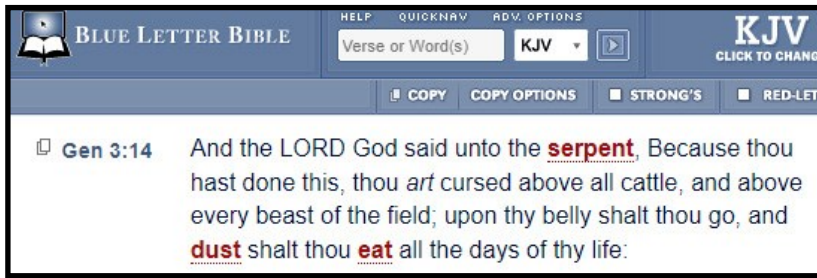 HELP QUICKNAV ADV. OPTIONS
BLUE LETTER BIBLE
Verse or Word(s) KJV
KJV
CLICK TO CHANG
COPY COPY OPTIONS STRONG'S RED-LET
Gen 3:14 And the LORD God said unto the serpent, Because thou
hast done this, thou art cursed above all cattle, and above
every beast of the field; upon thy belly shalt thou go, and
dust shalt thou eat all the days of thy life: